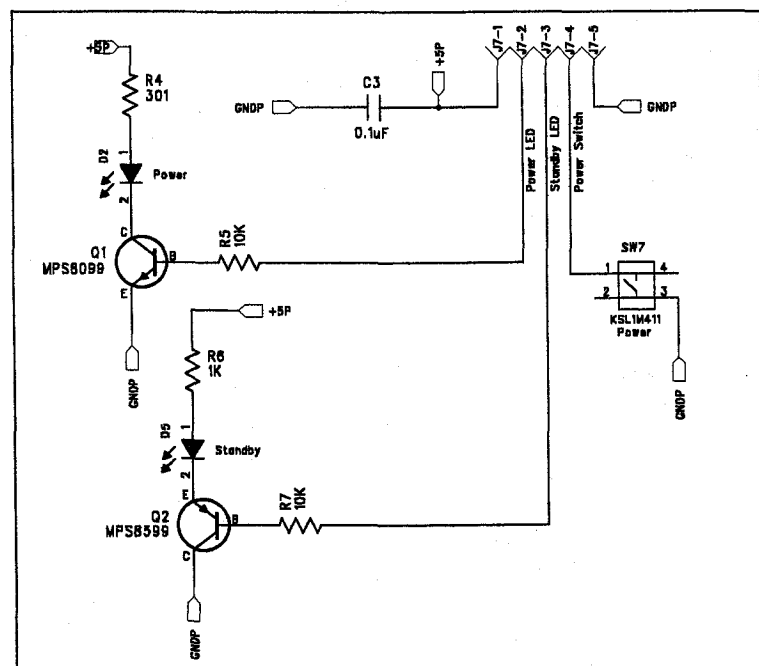 +5P
R4
301
1
D2
Power
2
C
Q1
MPS8099
B
E
GNDP
R5
10K
+5P
R6
1K
1
D5
Standby
2
E
Q2
MPS8599
B
C
GNDP
R7
10K
GNDP
C3
0.1uF
+5P
J7-1
J7-2
J7-3
J7-4
J7-5
GNDP
Power LED
Standby LED
Power Switch
SW7
1
4
2
3
KSL1M411
Power
GNDP